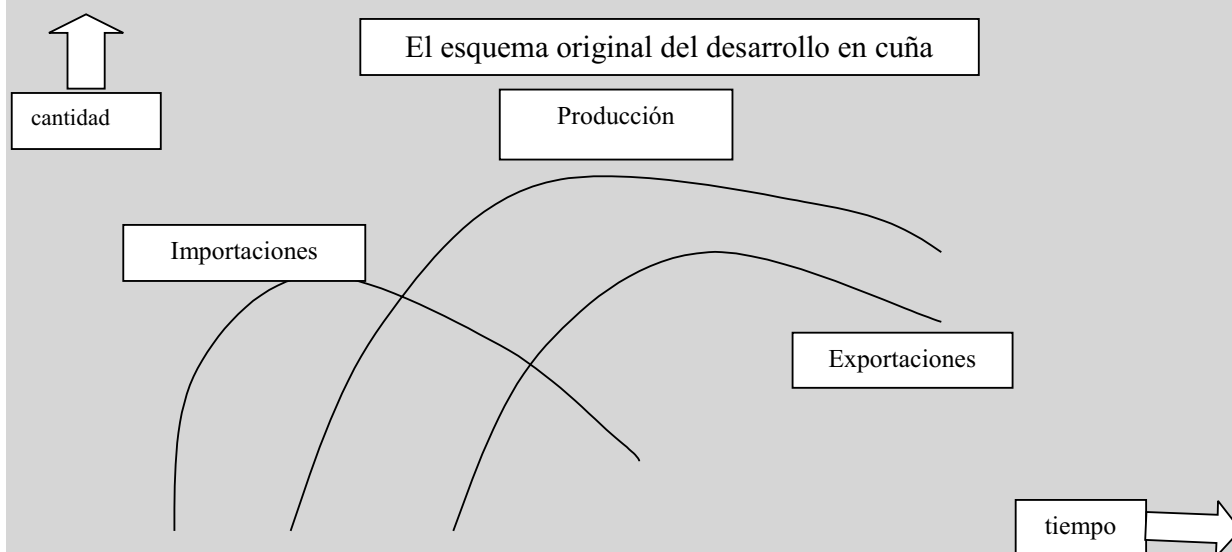 El esquema original del desarrollo en cuña
cantidad
Producción
Importaciones
Exportaciones
tiempo